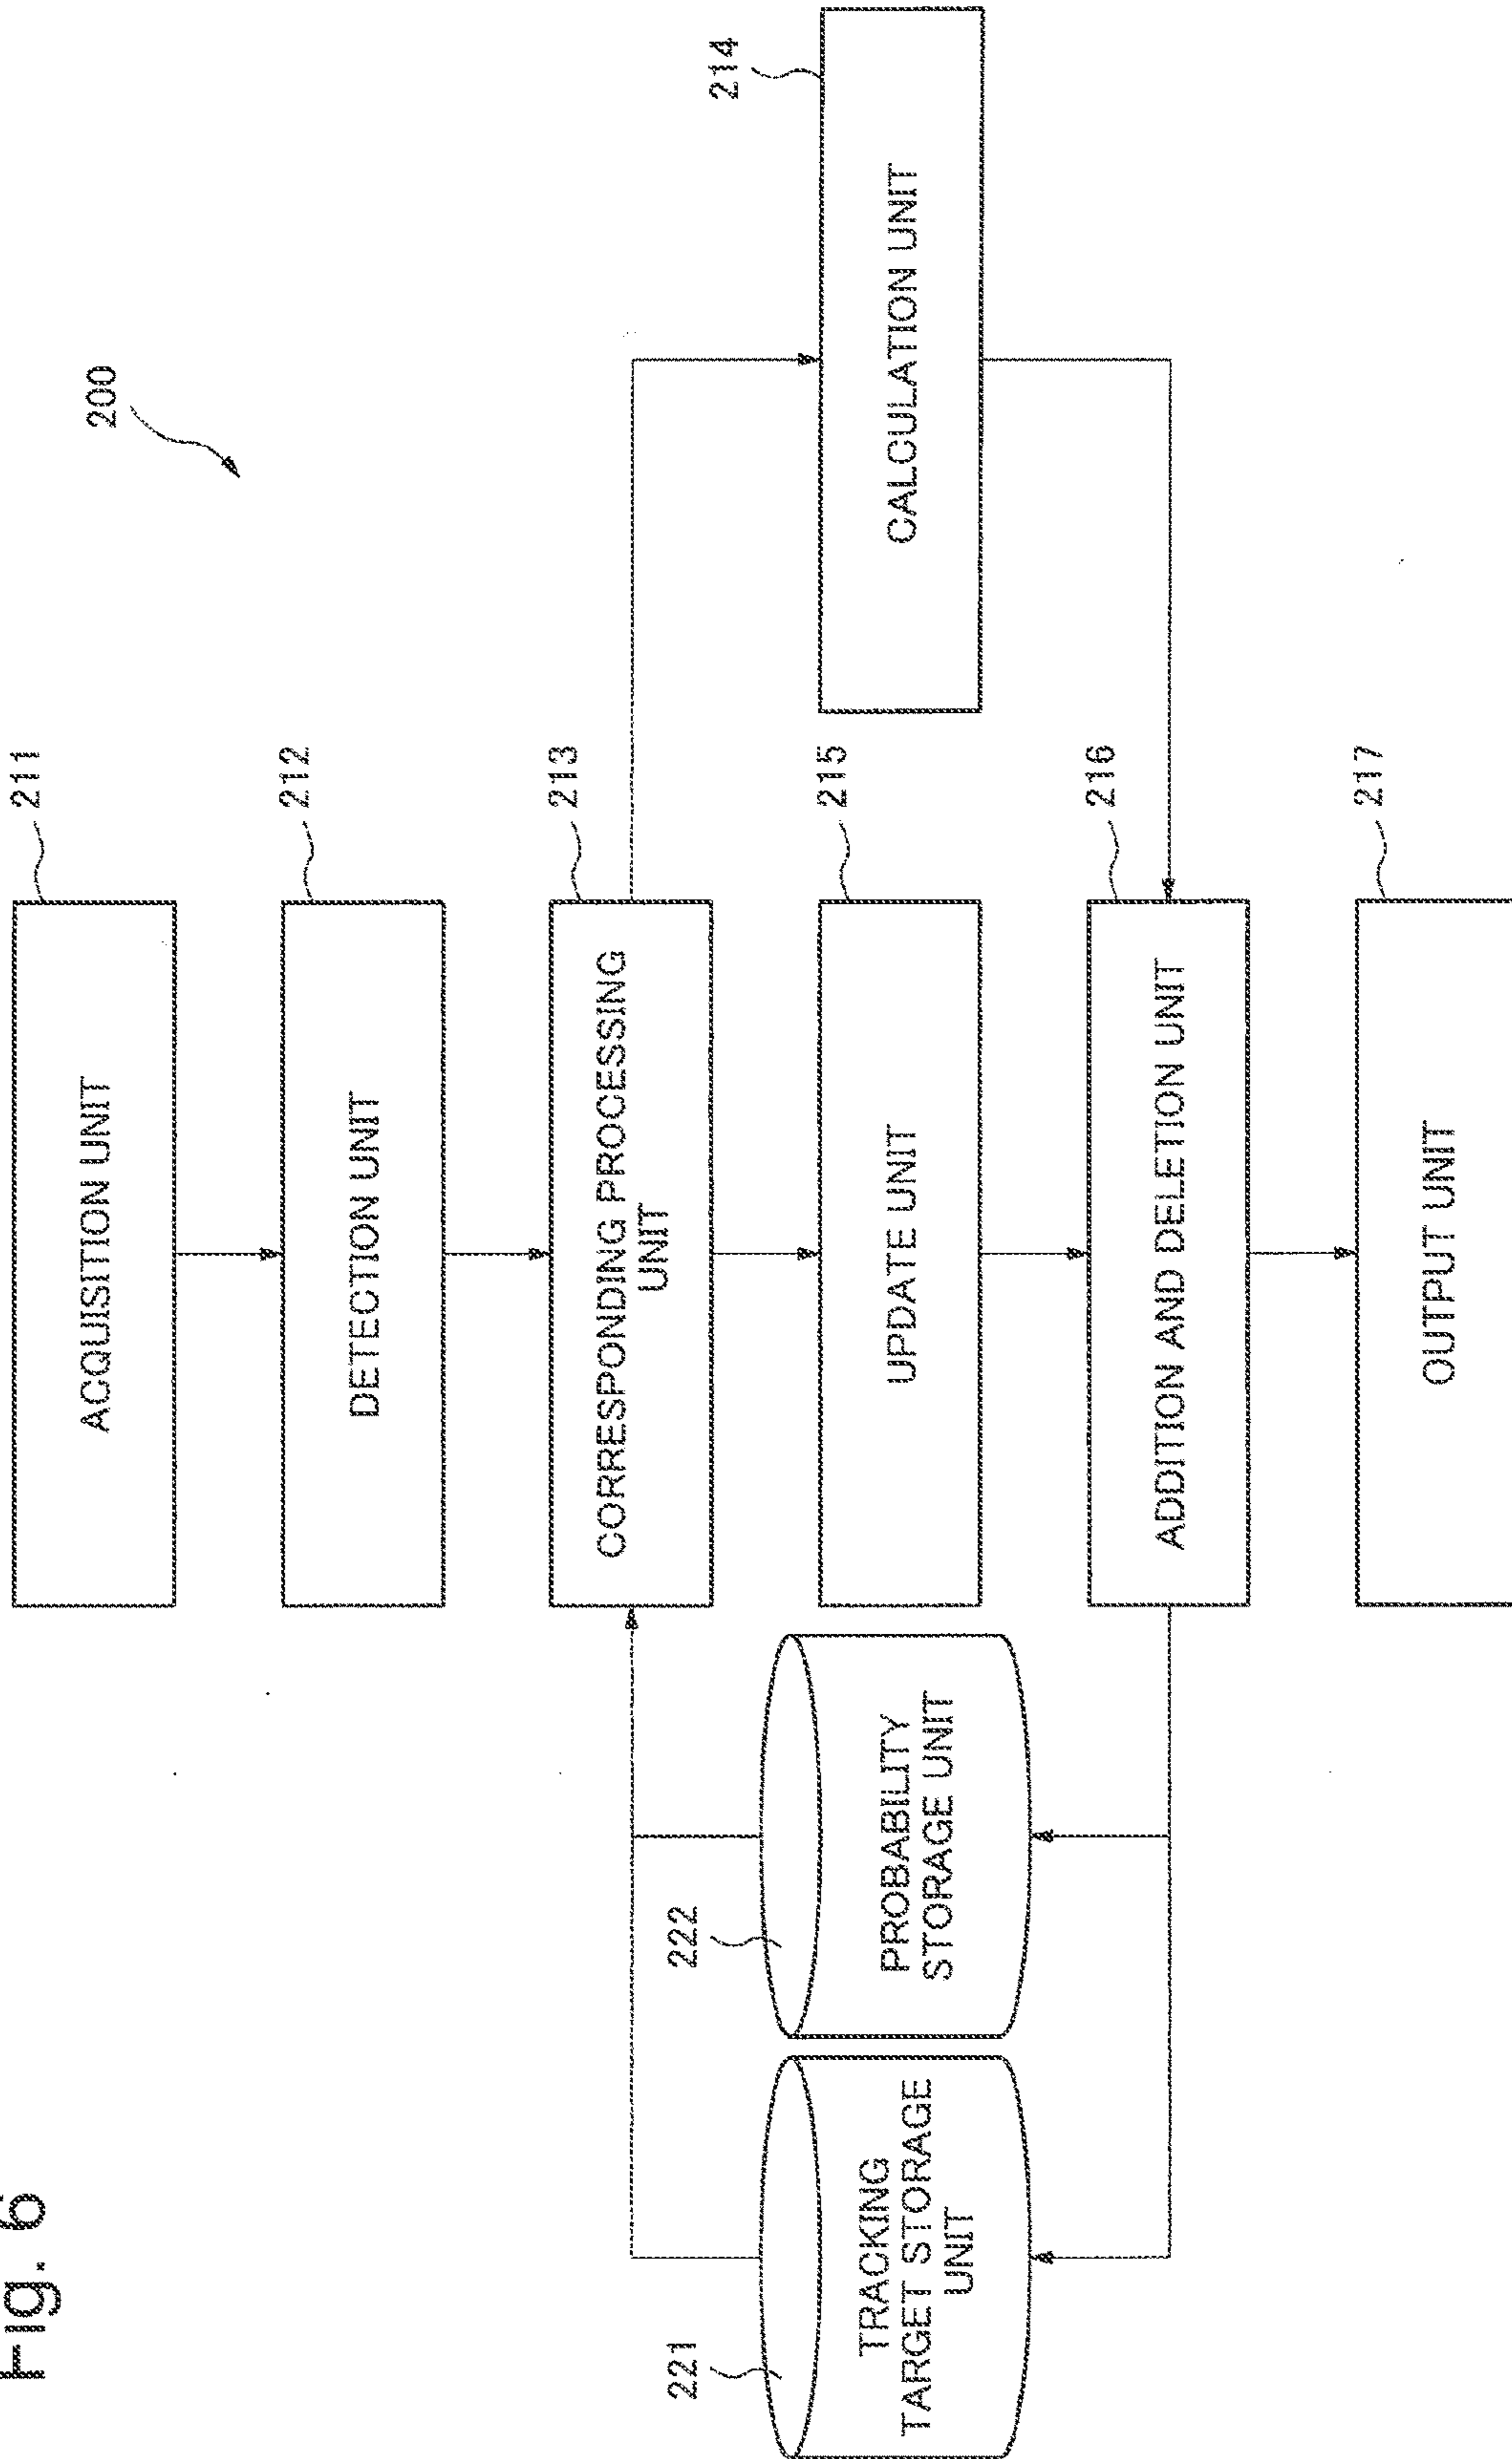 Fig. 6
200
211
ACQUISITION UNIT
212
DETECTION UNIT
213
CORRESPONDING PROCESSING
UNIT
214
CALCULATION UNIT
215
UPDATE UNIT
216
ADDITION AND DELETION UNIT
217
OUTPUT UNIT
221
TRACKING
TARGET STORAGE
UNIT
222
PROBABILITY
STORAGE UNIT